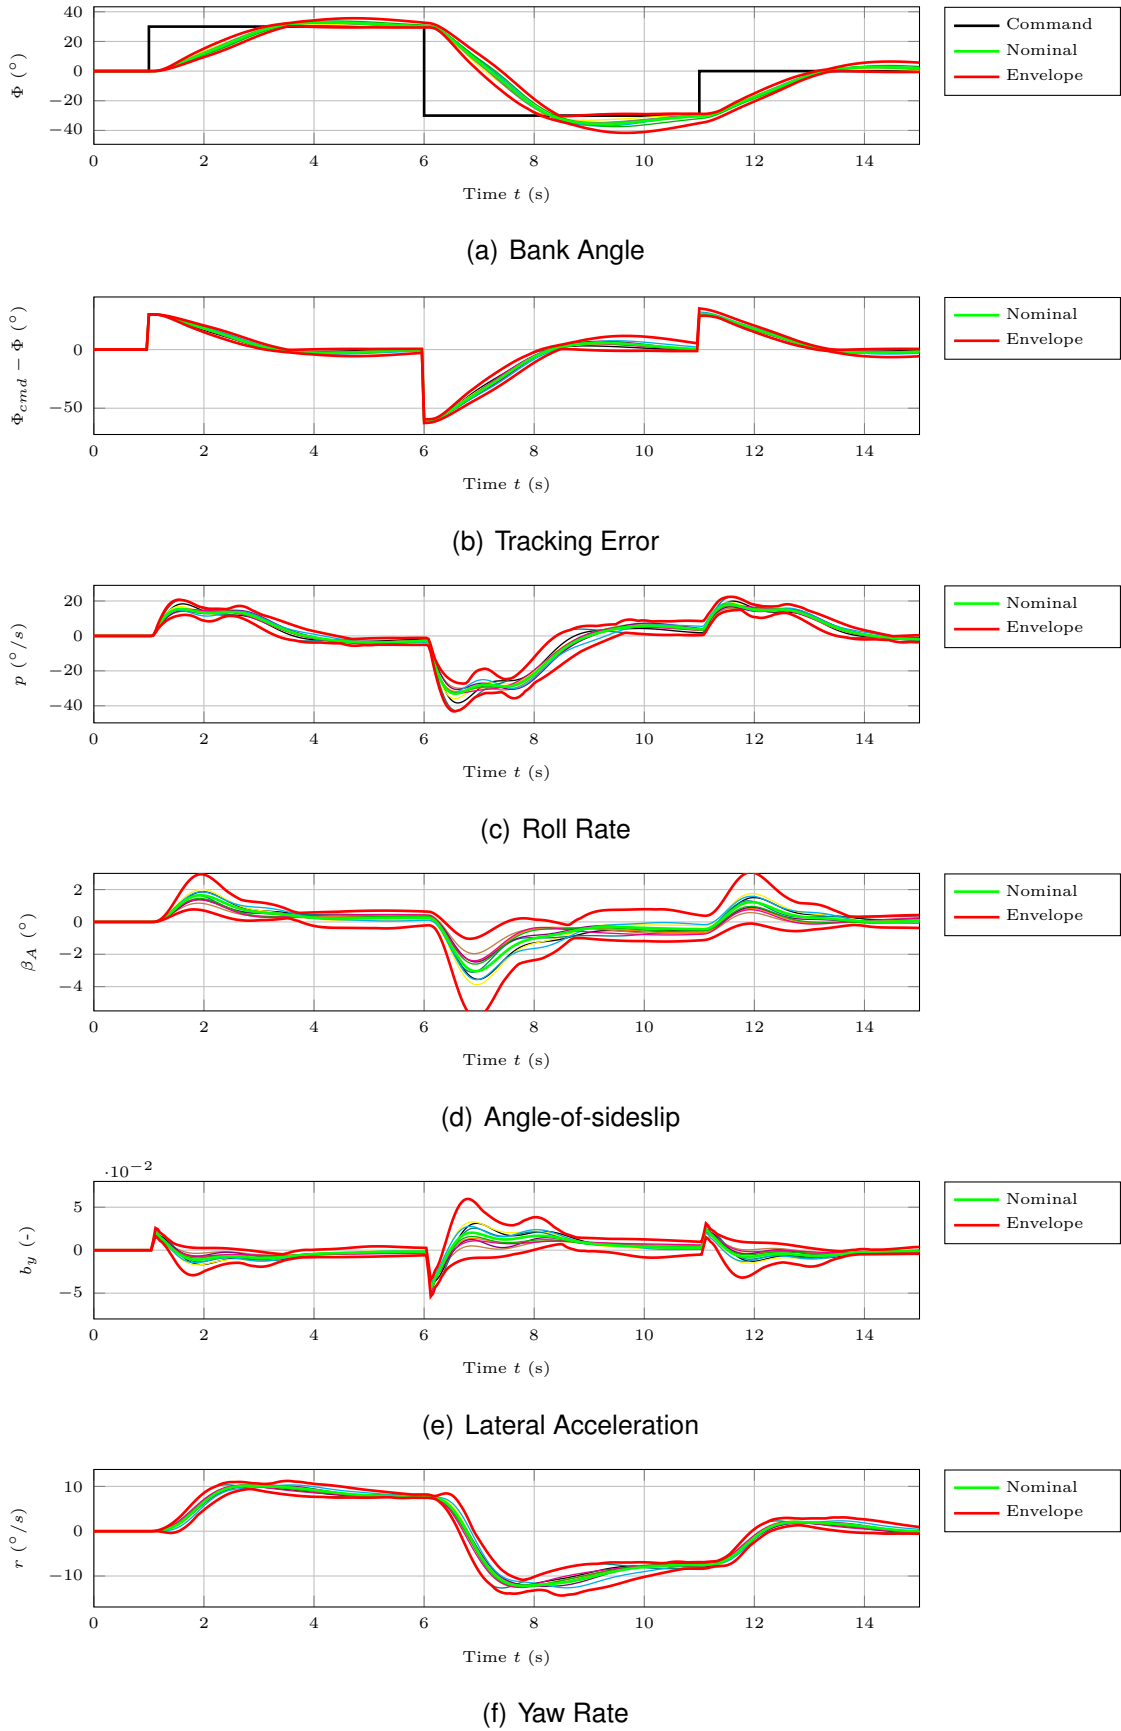 40
20
0
−20
−40
Φ (°)
0 2 4 6 8 10 12 14
Time t (s)
Command
Nominal
Envelope
(a) Bank Angle
0
−50
Φcmd − Φ (°)
0 2 4 6 8 10 12 14
Time t (s)
Nominal
Envelope
(b) Tracking Error
20
0
−20
−40
p (°/s)
0 2 4 6 8 10 12 14
Time t (s)
Nominal
Envelope
(c) Roll Rate
2
0
−2
−4
βA (°)
0 2 4 6 8 10 12 14
Time t (s)
Nominal
Envelope
(d) Angle-of-sideslip
·10−2
5
0
−5
by (-)
0 2 4 6 8 10 12 14
Time t (s)
Nominal
Envelope
(e) Lateral Acceleration
10
0
−10
r (°/s)
0 2 4 6 8 10 12 14
Time t (s)
Nominal
Envelope
(f) Yaw Rate